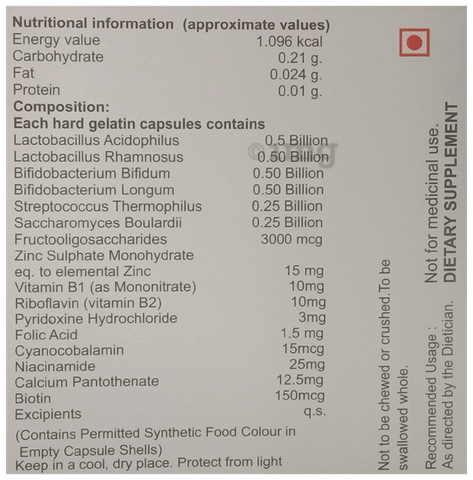 Nutritional information (approximate values)
Energy value 1.096 kcal
Carbohydrate 0.21 g.
Fat 0.024 g.
Protein 0.01 g.
Composition:
Each hard gelatin capsules contains
Lactobacillus Acidophilus 0.5 Billion
Lactobacillus Rhamnosus 0.50 Billion
Bifidobacterium Bifidum 0.50 Billion
Bifidobacterium Longum 0.50 Billion
Streptococcus Thermophilus 0.25 Billion
Saccharomyces Boulardii 0.25 Billion
Fructooligosaccharides 3000 mcg
Zinc Sulphate Monohydrate
eq. to elemental Zinc 15 mg
Vitamin B1 (as Mononitrate) 10mg
Riboflavin (vitamin B2) 10mg
Pyridoxine Hydrochloride 3mg
Folic Acid 1.5 mg
Cyanocobalamin 15mcg
Niacinamide 25mg
Calcium Pantothenate 12.5mg
Biotin 150mcg
Excipients q.s.
(Contains Permitted Synthetic Food Colour in
Empty Capsule Shells)
Keep in a cool, dry place. Protect from light
Not to be chewed or crushed.To be
swallowed whole.
Not for medicinal use.
DIETARY SUPPLEMENT
Recommended Usage :
As directed by the Dietician.